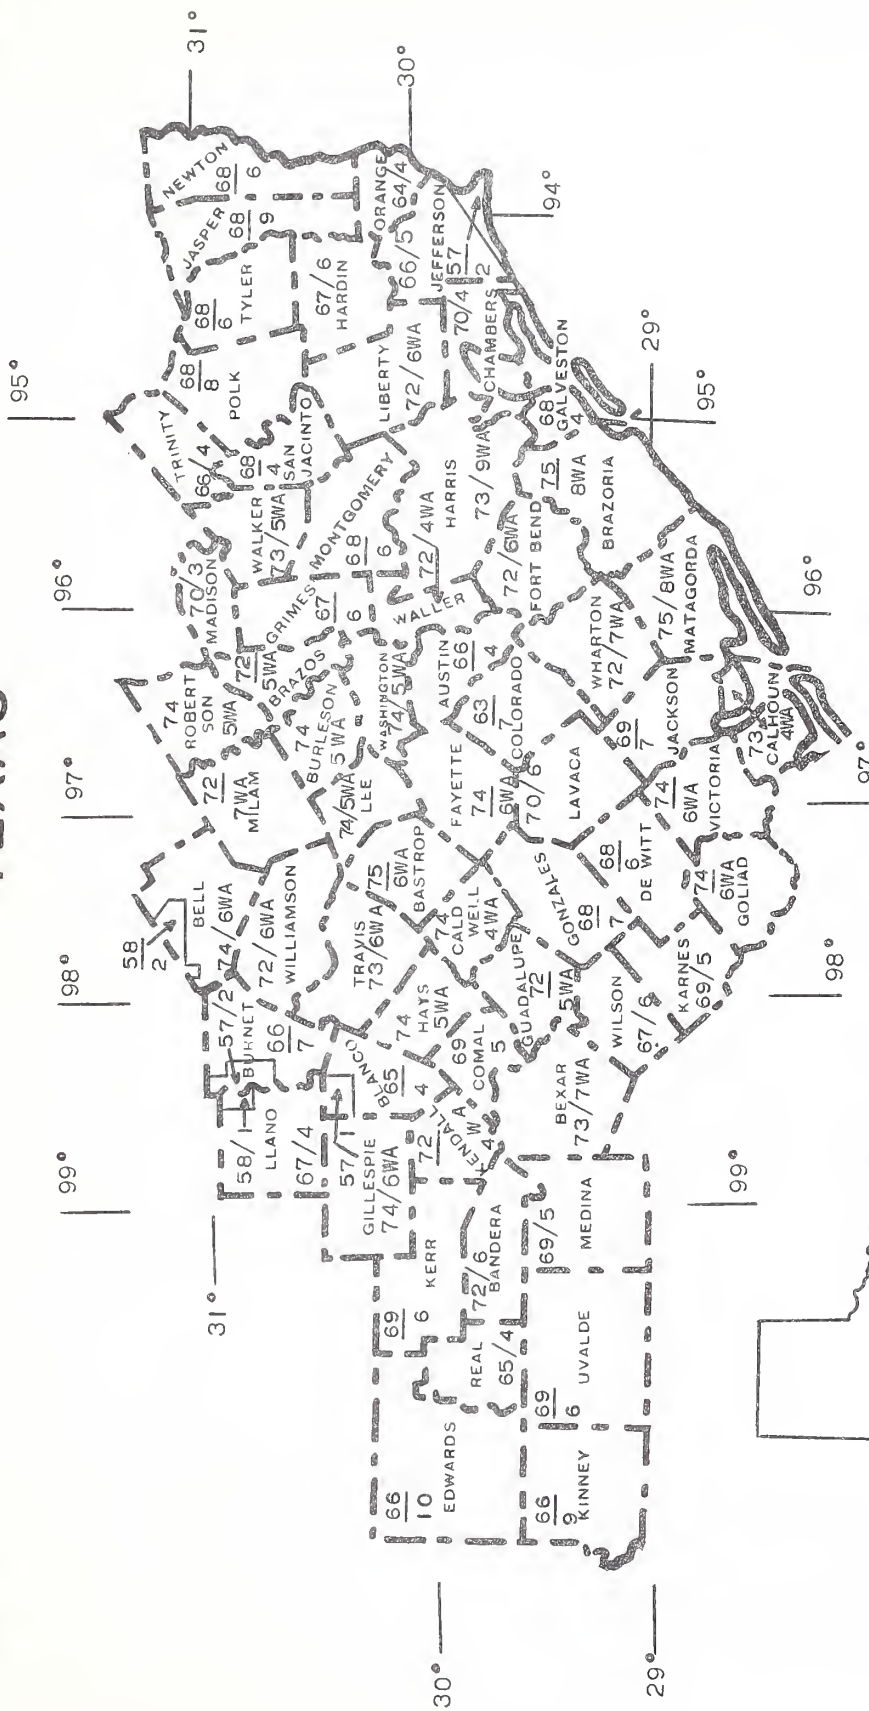 95°
31°
30°
NEWTON
68
6
JASPER
68
9
68
6
TYLER
67/6
HARDIN
ORANGE
64/4
66/5
JEFFERSON
57
2
94°
68
8
POLK
TRINITY
66/4
68
4
SAN
JACINTO
LIBERTY
72/6WA
70/4
CHAMBERS
WALKER
73/5WA
MONTGOMERY
68
6
HARRIS
73/9WA
68
GALVESTON
4
29°
95°
96°
70/3
MADISON
GRIMES
67
6
72/4WA
WALLER
72/6WA
FORT BEND
75
8WA
BRAZORIA
74
ROBERT
SON
5WA
72
5WA
BRAZOS
74
BURLESON
5WA
WASHINGTON
74/5WA
AUSTIN
66
4
63
7
COLORADO
WHARTON
72/7WA
75/8WA
MATAGORDA
96°
97°
72
7WA
MILAM
74/5WA
LEE
FAYETTE
74
6WA
70/6
LAVACA
69
7
JACKSON
73
CALHOUN
4WA
97°
98°
58
2
BELL
74/6WA
72/6WA
WILLIAMSON
TRAVIS
73/6WA
75
6WA
BASTROP
74
CALD
WELL
4WA
GONZALES
68
7
68
6
DE WITT
74
6WA
VICTORIA
74
6WA
GOLIAD
57/2
BURNET
66
7
74
HAYS
5WA
69
COMAL
5
GUADALUPE
72
5WA
WILSON
67/6
KARNES
69/5
98°
99°
31°
58/1
LLANO
67/4
57/1
BLANCO
65
4
GILLESPIE
74/6WA
72
KENDALL
4WA
BEXAR
73/7WA
69
6
KERR
72/6
BANDERA
69/5
MEDINA
99°
REAL
65/4
69
6
UVALDE
66
10
EDWARDS
66
9
KINNEY
30°
29°